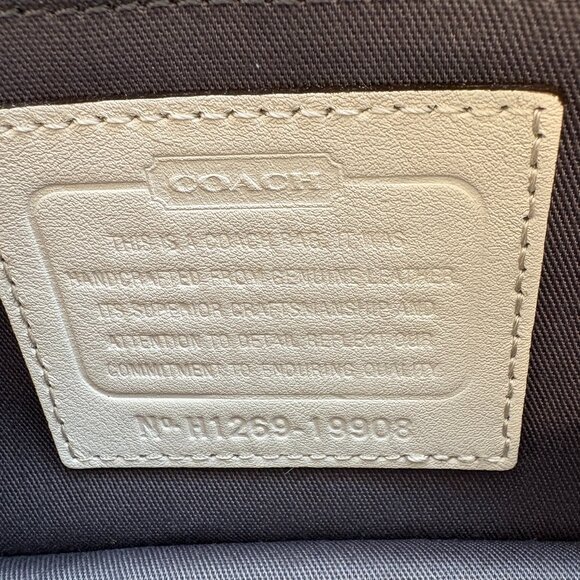 COACH
THIS IS A COACH BAG. IT WAS
HANDCRAFTED FROM GENUINE LEATHER.
ITS SUPERIOR CRAFTSMANSHIP AND
ATTENTION TO DETAIL REFLECT OUR
COMMITMENT TO ENDURING QUALITY.
No H1269-19908